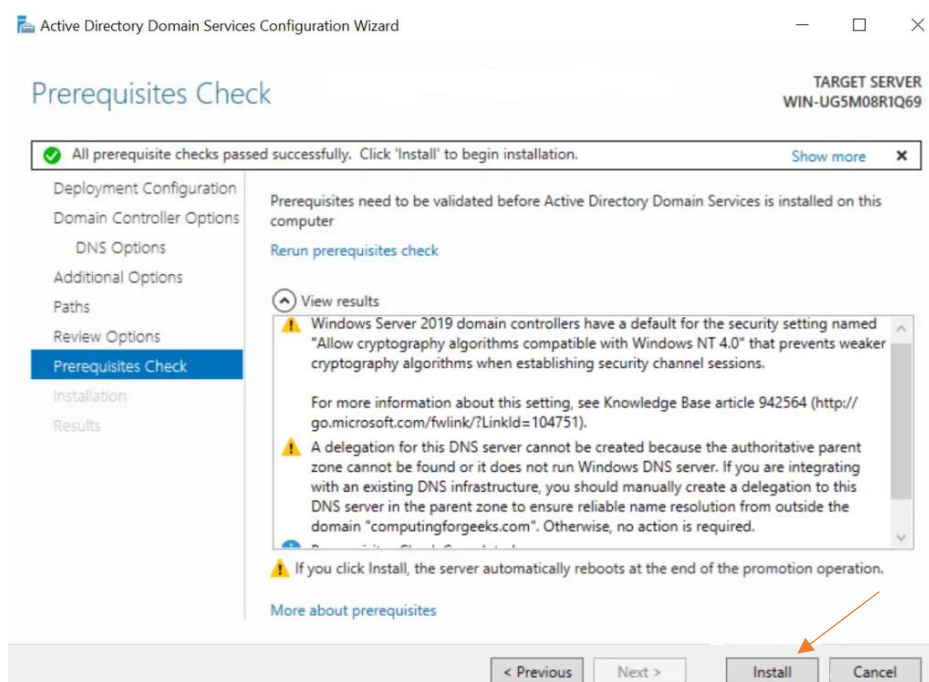 Active Directory Domain Services Configuration Wizard
Prerequisites Check
TARGET SERVER
WIN-UG5M08R1Q69
All prerequisite checks passed successfully. Click 'Install' to begin installation.
Show more
Deployment Configuration
Domain Controller Options
DNS Options
Additional Options
Paths
Review Options
Prerequisites Check
Installation
Results
Prerequisites need to be validated before Active Directory Domain Services is installed on this
computer
Rerun prerequisites check
View results
Windows Server 2019 domain controllers have a default for the security setting named
"Allow cryptography algorithms compatible with Windows NT 4.0" that prevents weaker
cryptography algorithms when establishing security channel sessions.
For more information about this setting, see Knowledge Base article 942564 (http://
go.microsoft.com/fwlink/?LinkId=104751).
A delegation for this DNS server cannot be created because the authoritative parent
zone cannot be found or it does not run Windows DNS server. If you are integrating
with an existing DNS infrastructure, you should manually create a delegation to this
DNS server in the parent zone to ensure reliable name resolution from outside the
domain "computingforgeeks.com". Otherwise, no action is required.
If you click Install, the server automatically reboots at the end of the promotion operation.
More about prerequisites
< Previous
Next >
Install
Cancel